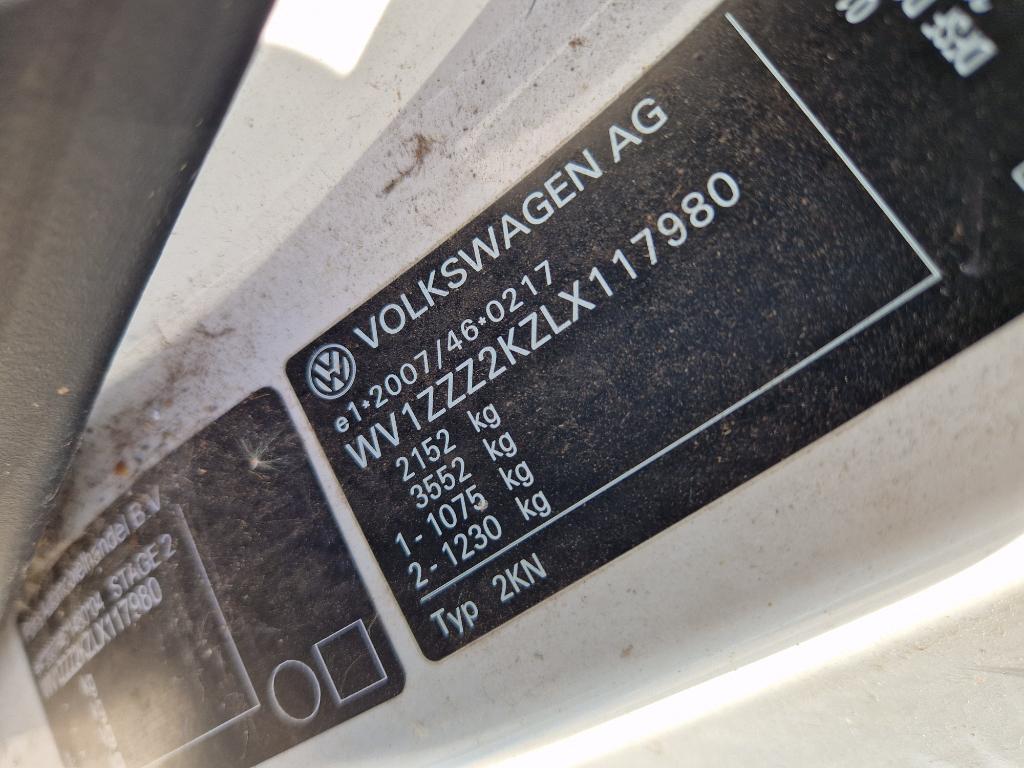 VOLKSWAGEN AG
e1*2007/46*0217
WV1ZZZ2KZLX117980
2152 kg
3552 kg
1- 1075 kg
2- 1230 kg
Typ 2KN
B.V
STAGE 2
WV1ZZZ2KZLX117980